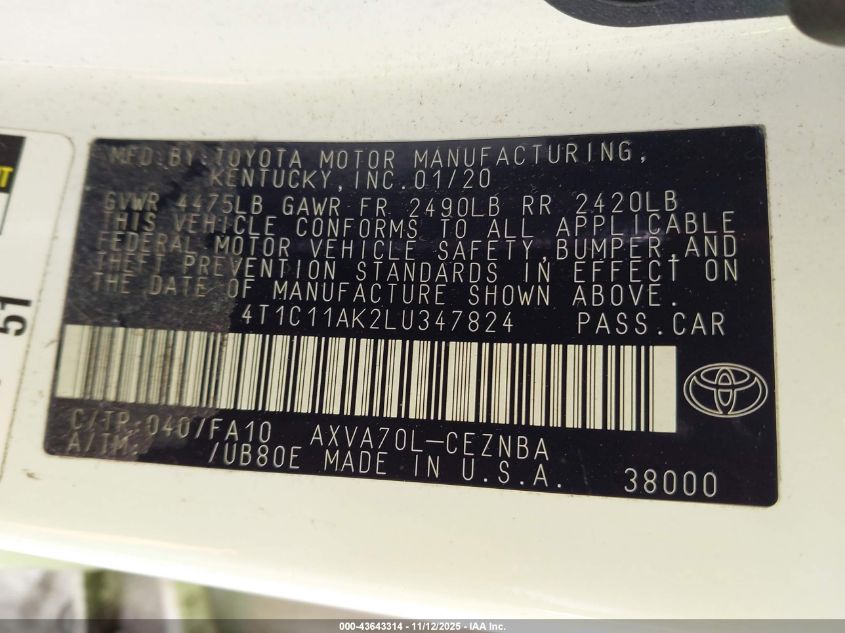 MFD.BY:TOYOTA MOTOR MANUFACTURING,
KENTUCKY,INC.01/20
GVWR 4475LB GAWR FR 2490LB RR 2420LB
THIS VEHICLE CONFORMS TO ALL APPLICABLE
FEDERAL MOTOR VEHICLE SAFETY,BUMPER,AND
THEFT PREVENTION STANDARDS IN EFFECT ON
THE DATE OF MANUFACTURE SHOWN ABOVE.
4T1C11AK2LU347824 PASS.CAR
C/TR 0407/FA10 AXVA70L-CEZNBA
A/TM. /UB80E MADE IN U.S.A. 38000
51
000-43643314 - 11/12/2025 - IAA Inc.